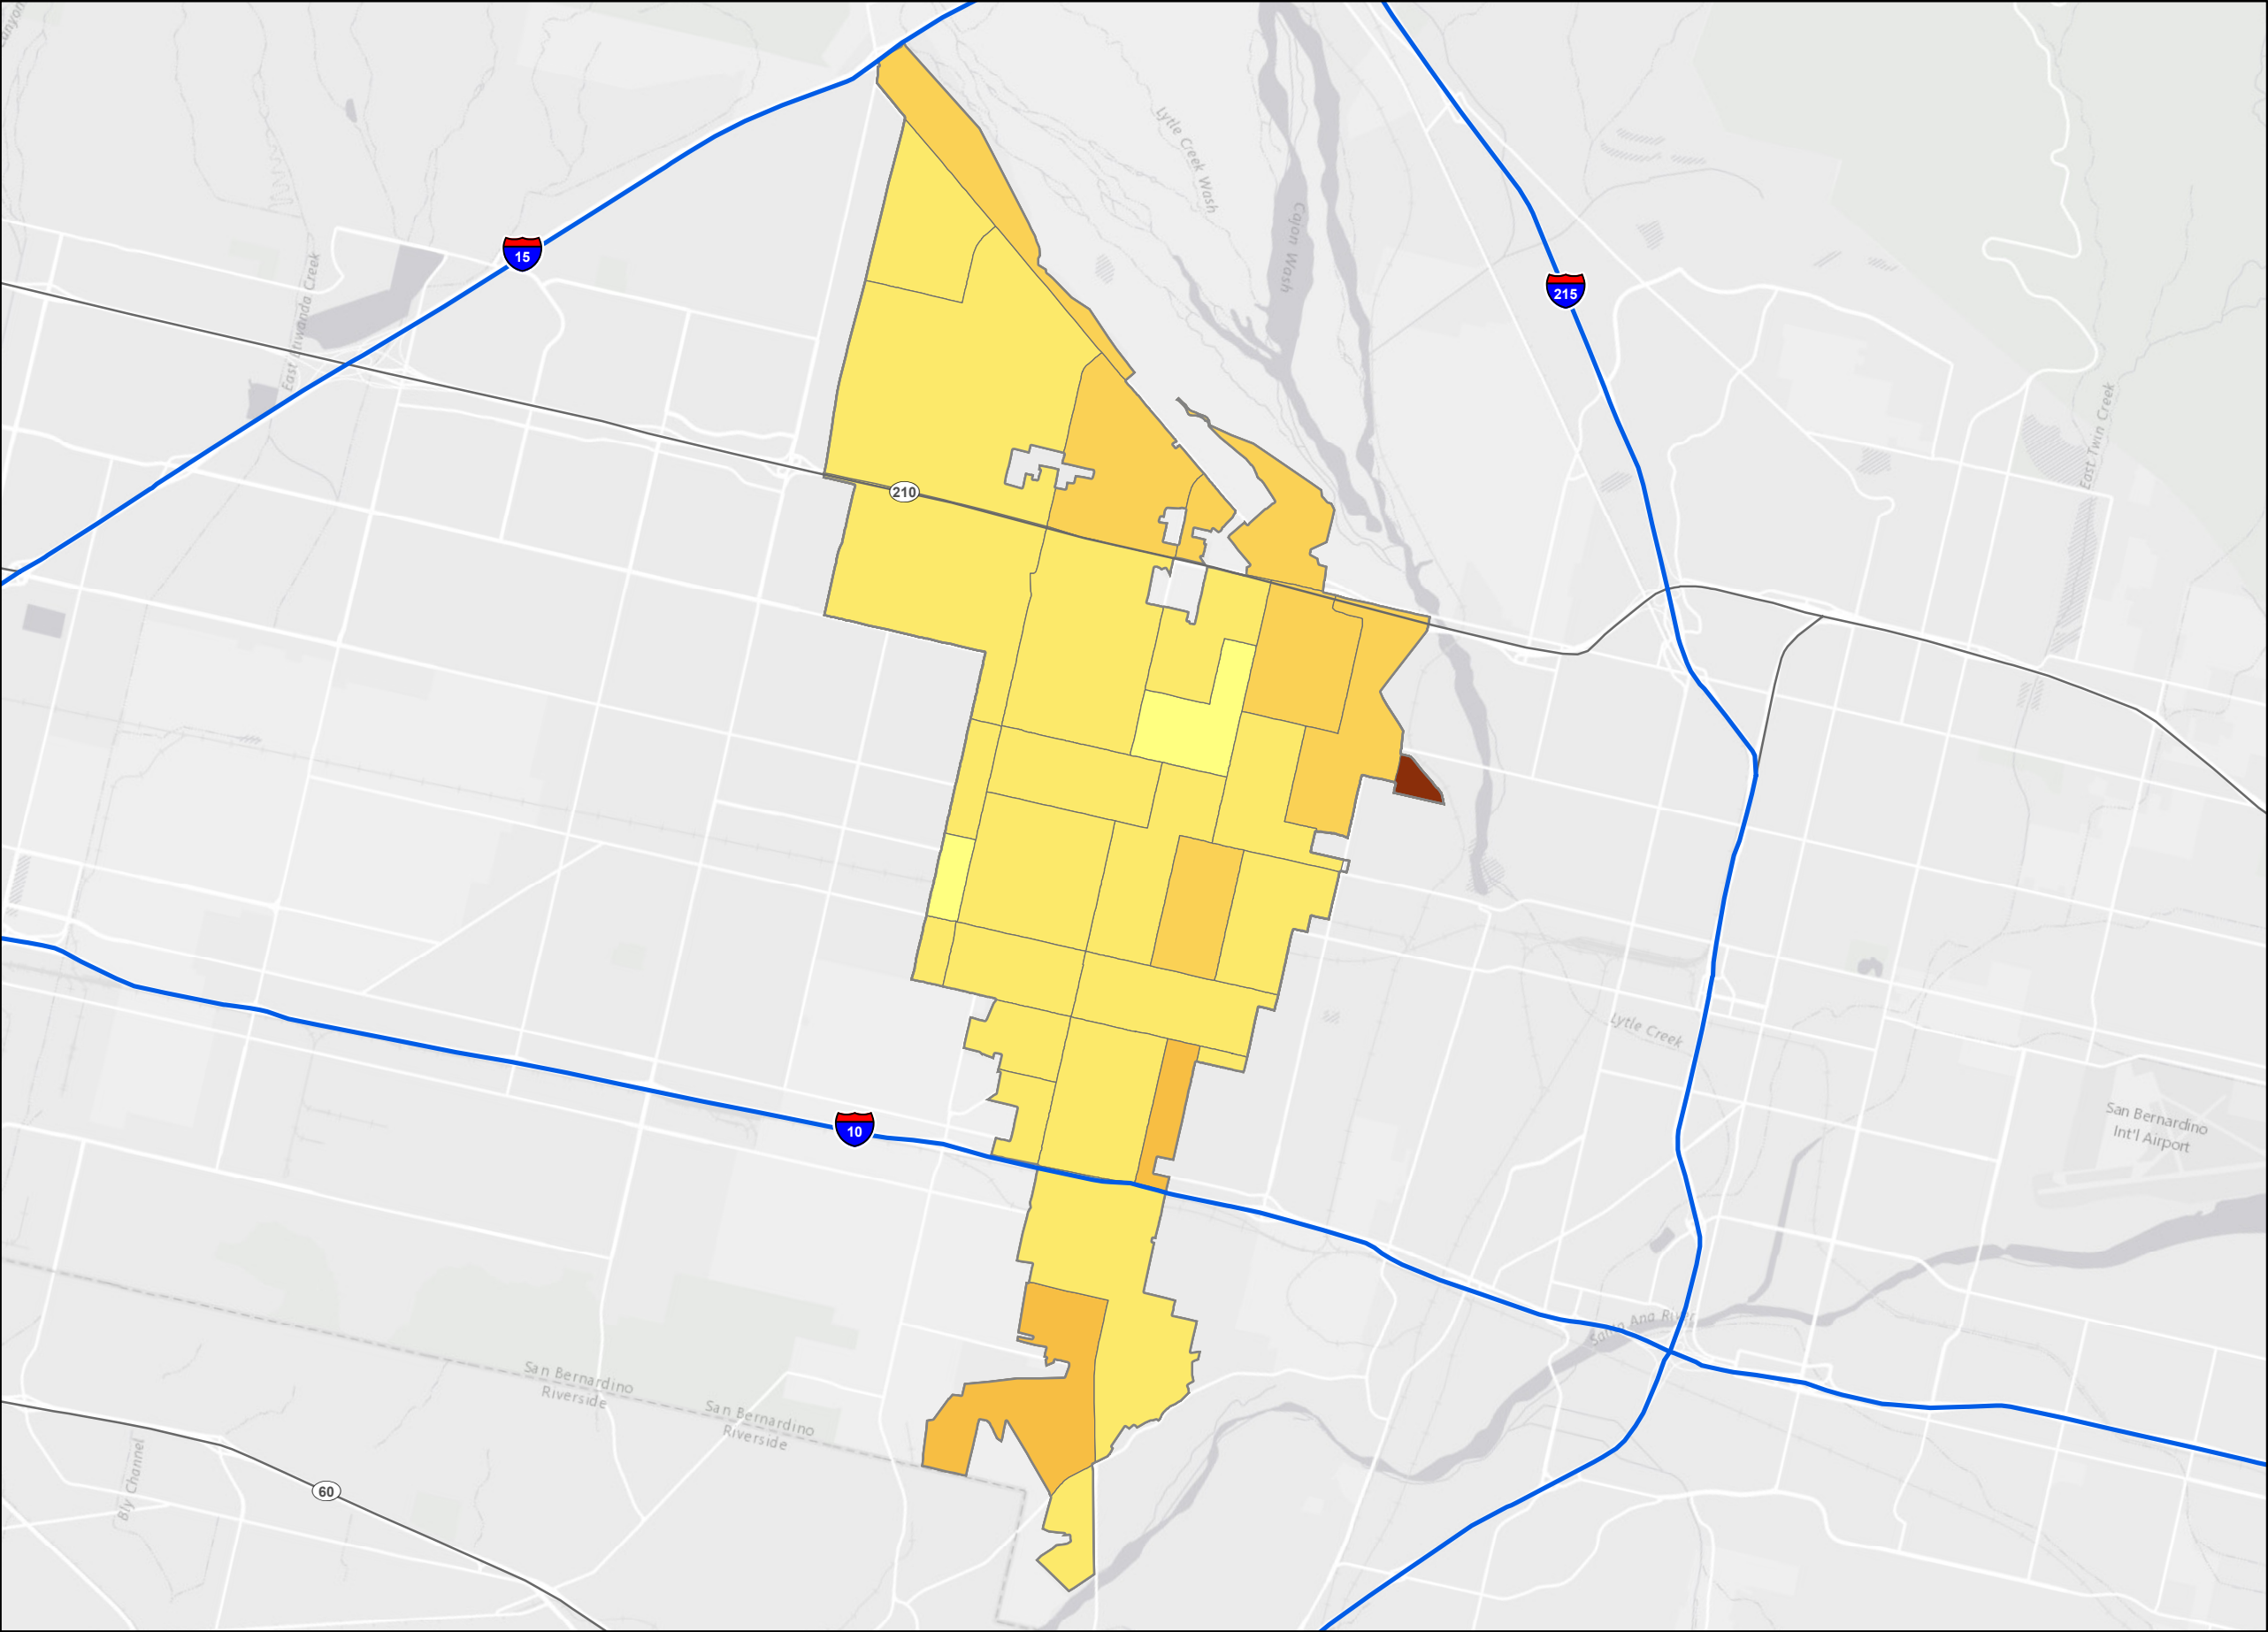 Canyon
Lytle Creek Wash
Cajon Wash
15
East Etiwanda Creek
215
210
East Twin Creek
Lytle Creek
10
San Bernardino
Int'l Airport
Santa Ana River
San Bernardino
Riverside
San Bernardino
Riverside
Bly Channel
60